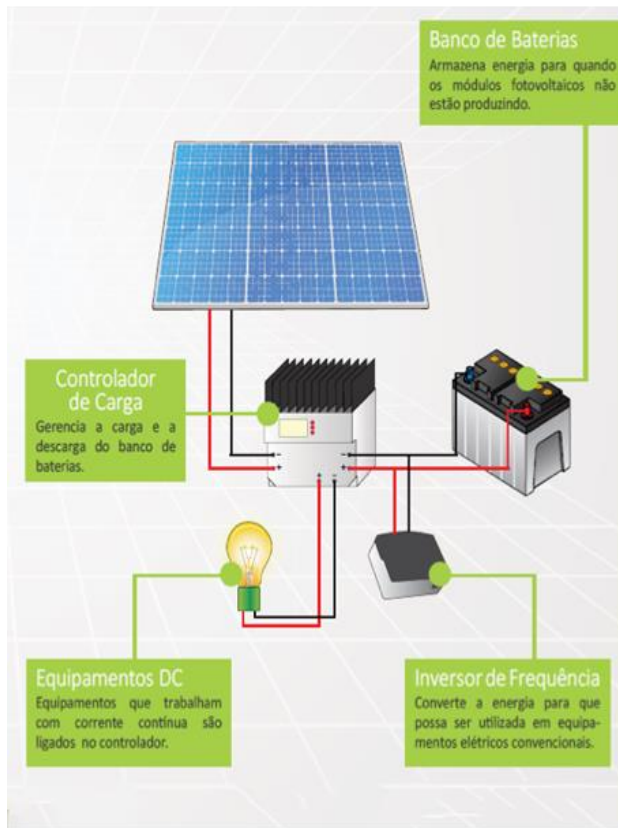 Banco de Baterias
Armazena energia para quando
os módulos fotovoltaicos não
estão produzindo.
Controlador
de Carga
Gerencia a carga e a
descarga do banco de
baterias.
- -
+ + - +
Equipamentos DC
Equipamentos que trabalham
com corrente contínua são
ligados no controlador.
Inversor de Frequência
Converte a energia para que
possa ser utilizada em equipa-
mentos elétricos convencionais.